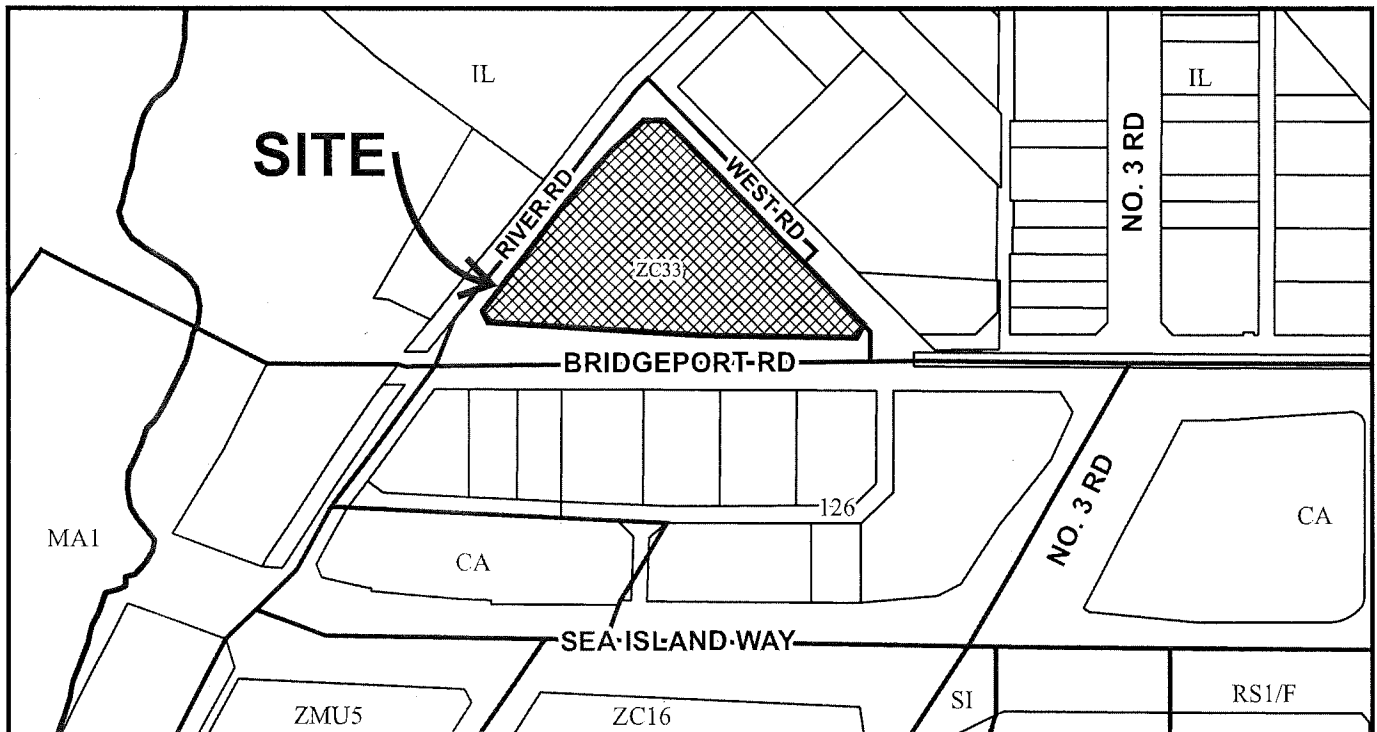 IL
IL
SITE
RIVER RD
WEST RD
NO. 3 RD
ZC33
BRIDGEPORT RD
126
MA1
CA
NO. 3 RD
CA
SEA ISLAND WAY
ZMU5
ZC16
SI
RS1/F